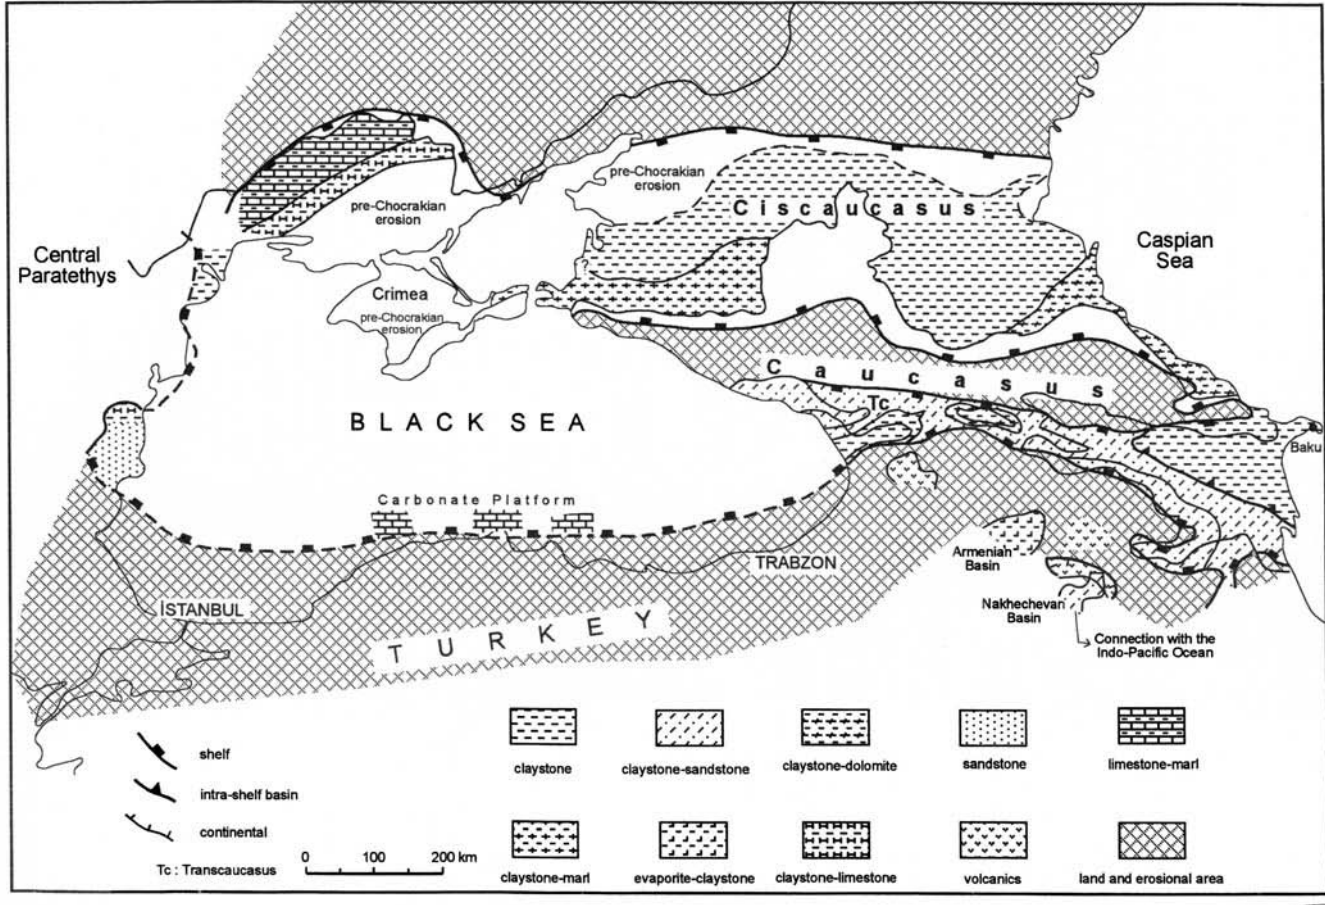 pre-Chocrakian
erosion
pre-Chocrakian
erosion
Ciscaucasus
Central
Paratethys
Caspian
Sea
?
Crimea
pre-Chocrakian
erosion
Caucasus
Tc
BLACK SEA
Baku
Carbonate Platform
Armenian
Basin
TRABZON
Nakhechevan
Basin
İSTANBUL
TURKEY
Connection with the
Indo-Pacific Ocean
shelf
intra-shelf basin
continental
Tc : Transcaucasus
0 100 200 km
claystone
claystone-sandstone
claystone-dolomite
sandstone
limestone-marl
claystone-marl
evaporite-claystone
claystone-limestone
volcanics
land and erosional area